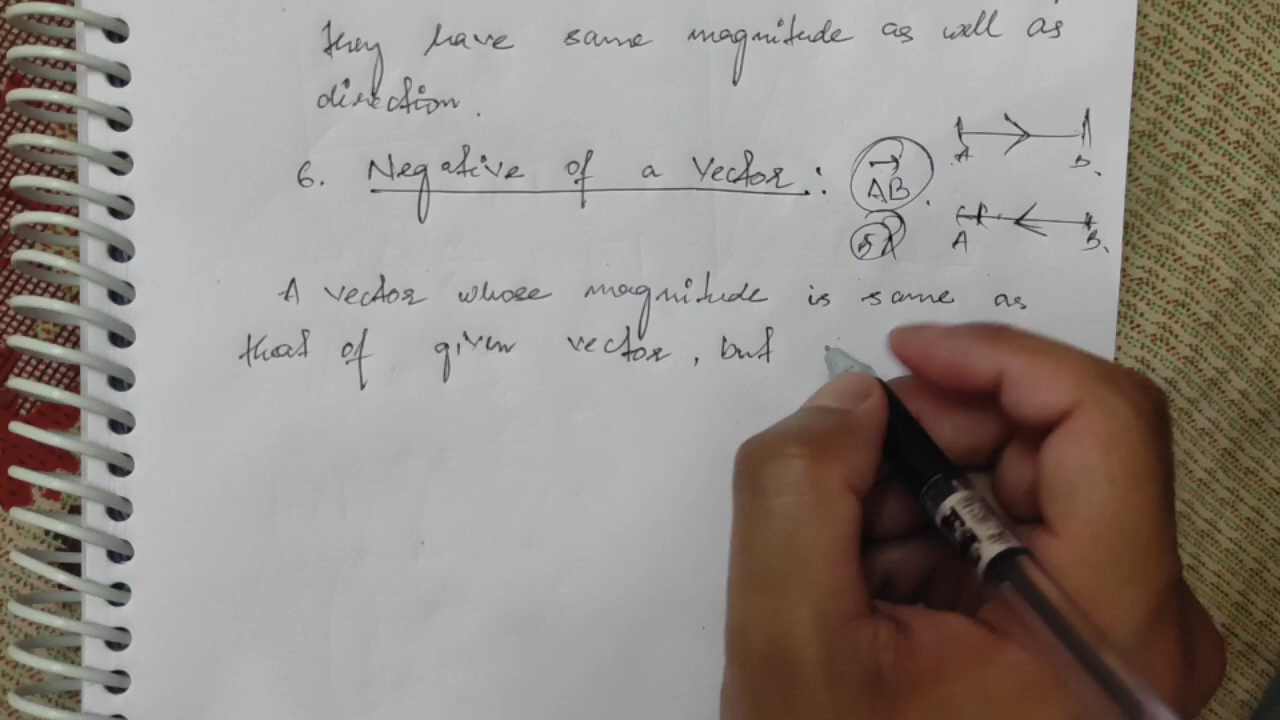 they have same magnitude as well as
direction.
6. Negative of a Vector :
AB.
A B.
BA
A B.
A vector whose magnitude is same as
that of given vector, but